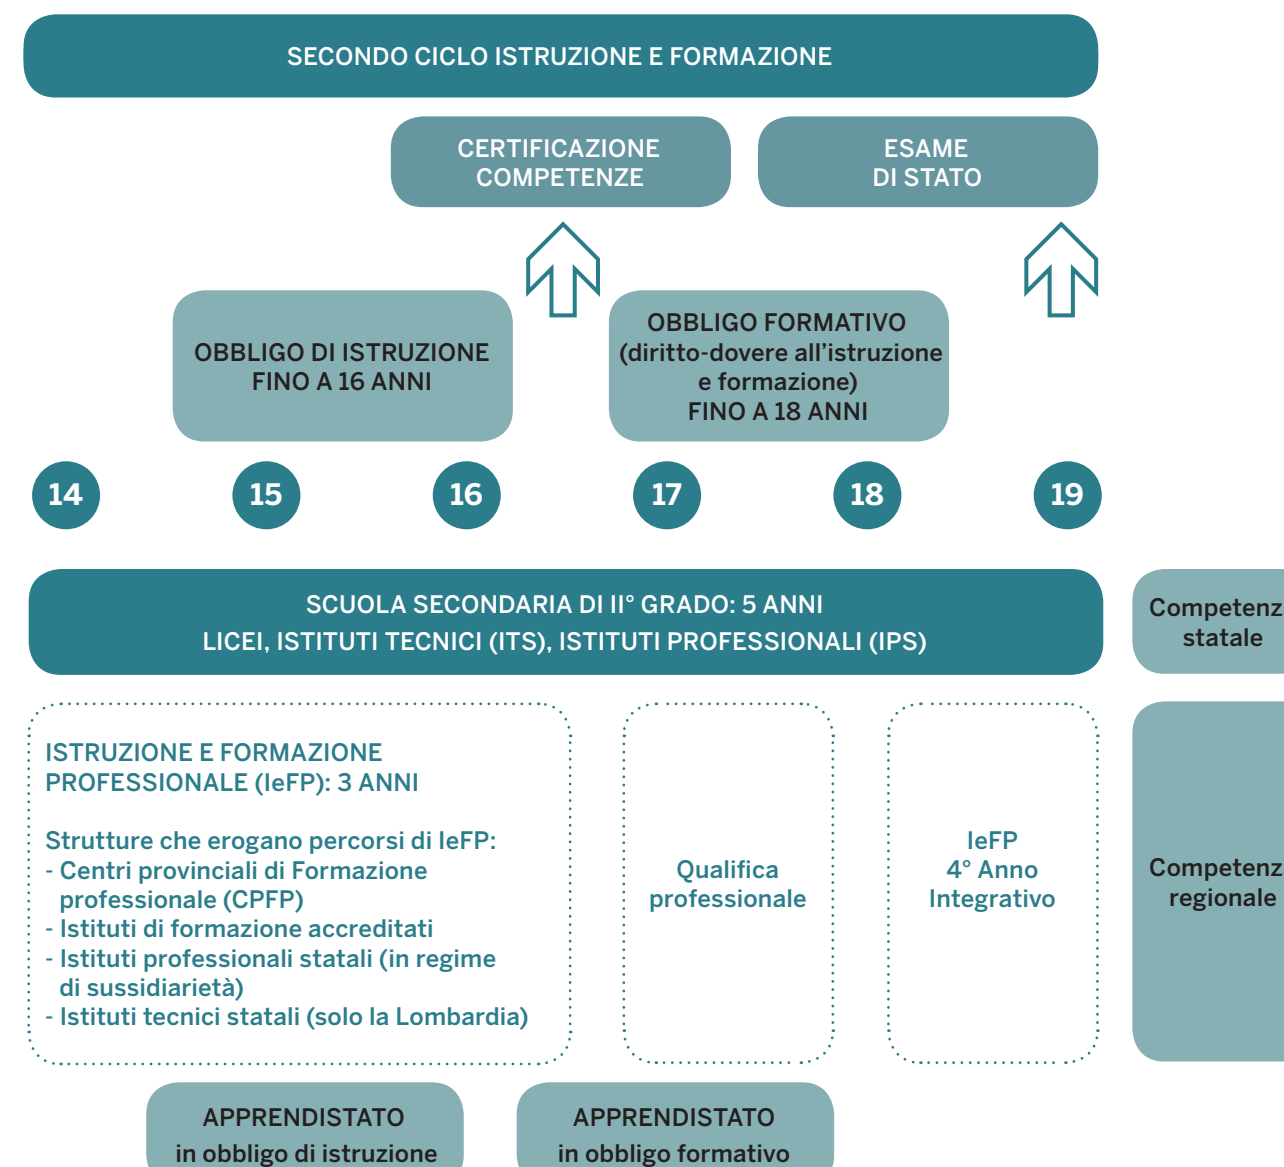 SECONDO CICLO ISTRUZIONE E FORMAZIONE
CERTIFICAZIONE
COMPETENZE
ESAME
DI STATO
OBBLIGO DI ISTRUZIONE
FINO A 16 ANNI
OBBLIGO FORMATIVO
(diritto-dovere all'istruzione
e formazione)
FINO A 18 ANNI
14
15
16
17
18
19
SCUOLA SECONDARIA DI II° GRADO: 5 ANNI
LICEI, ISTITUTI TECNICI (ITS), ISTITUTI PROFESSIONALI (IPS)
Competenz
statale
ISTRUZIONE E FORMAZIONE
PROFESSIONALE (IeFP): 3 ANNI
Strutture che erogano percorsi di IeFP:
- Centri provinciali di Formazione
professionale (CPFP)
- Istituti di formazione accreditati
- Istituti professionali statali (in regime
di sussidiarietà)
- Istituti tecnici statali (solo la Lombardia)
Qualifica
professionale
IeFP
4° Anno
Integrativo
Competenz
regionale
APPRENDISTATO
in obbligo di istruzione
APPRENDISTATO
in obbligo formativo